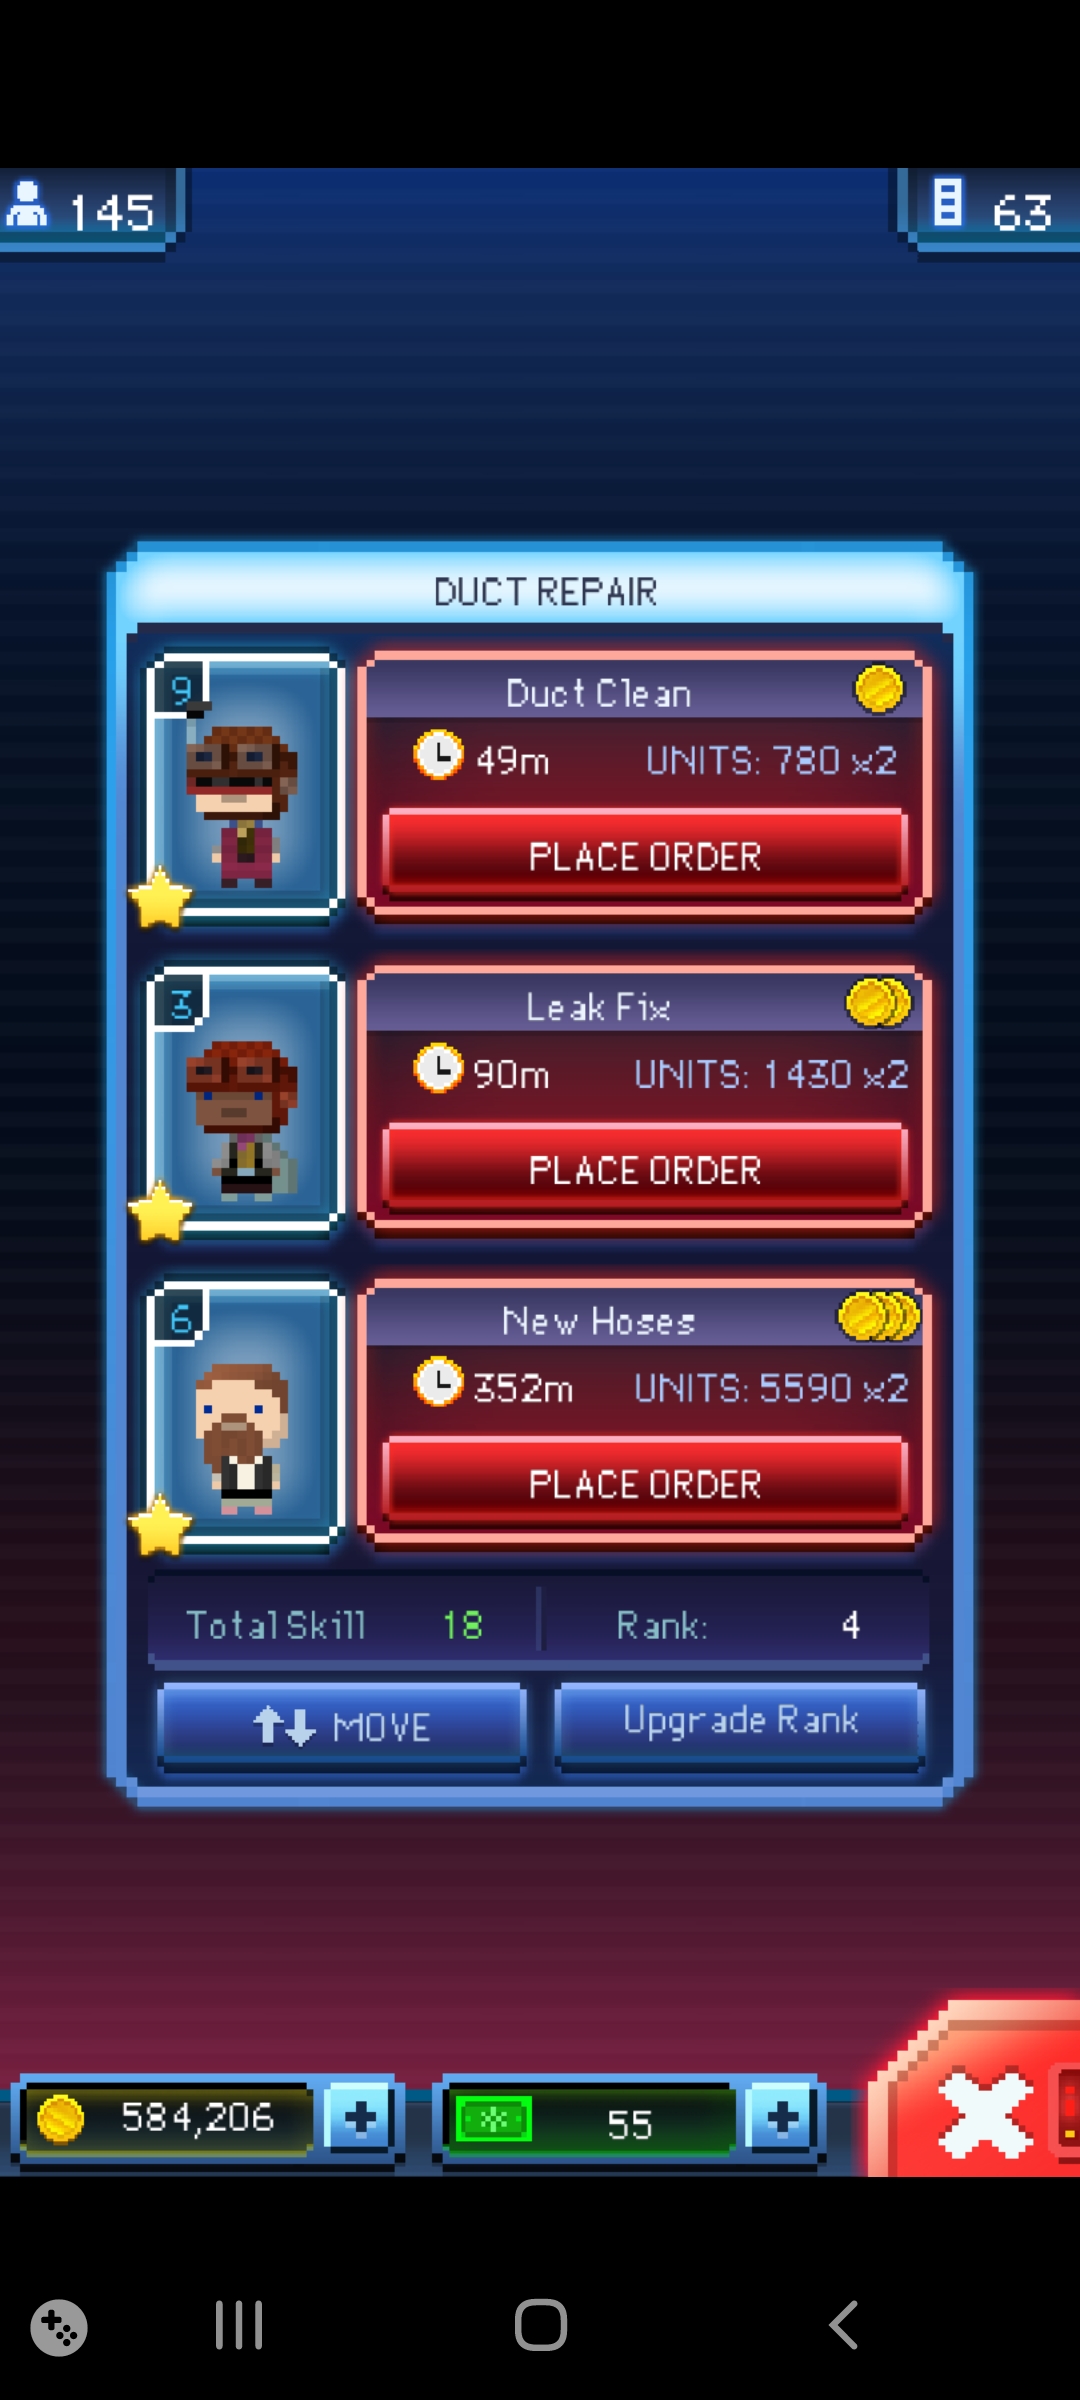 145
63
DUCT REPAIR
9
Duct Clean
49m UNITS: 780 x2
PLACE ORDER
3
Leak Fix
90m UNITS: 1430 x2
PLACE ORDER
6
New Hoses
352m UNITS: 5590 x2
PLACE ORDER
Total Skill 18 Rank: 4
MOVE Upgrade Rank
584,206 55